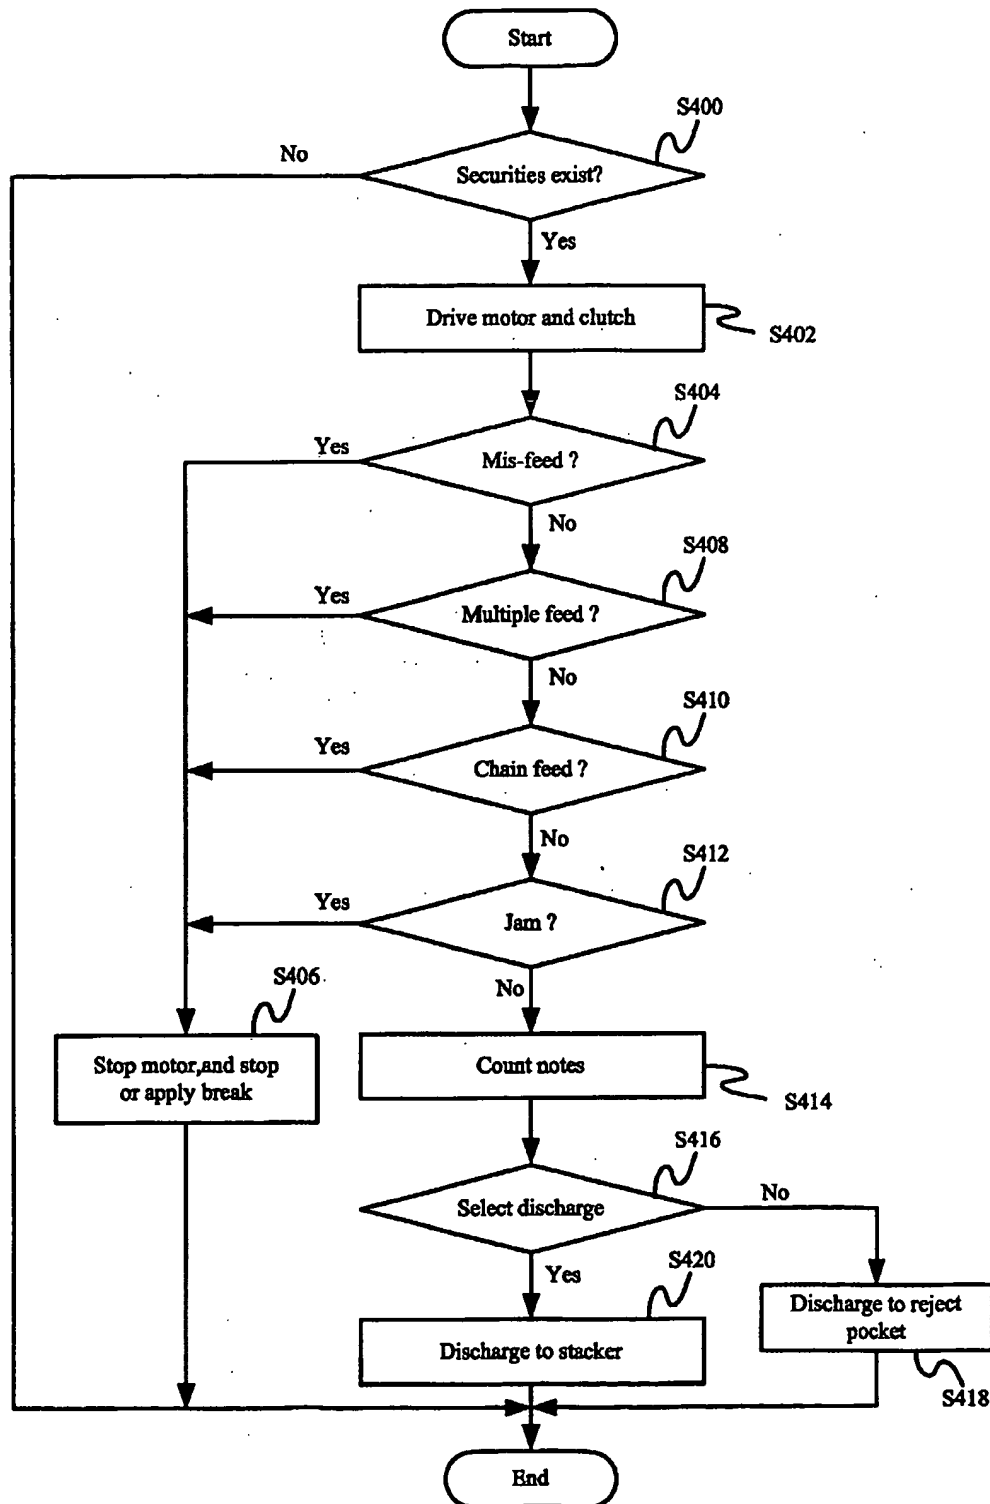 Start
S400
No
Securities exist?
Yes
Drive motor and clutch
S402
S404
Yes
Mis-feed ?
No
S408
Yes
Multiple feed ?
No
S410
Yes
Chain feed ?
No
S412
Yes
Jam ?
No
S406
Stop motor,and stop
or apply break
Count notes
S414
S416
Select discharge
No
Yes
S420
Discharge to stacker
Discharge to reject
pocket
S418
End